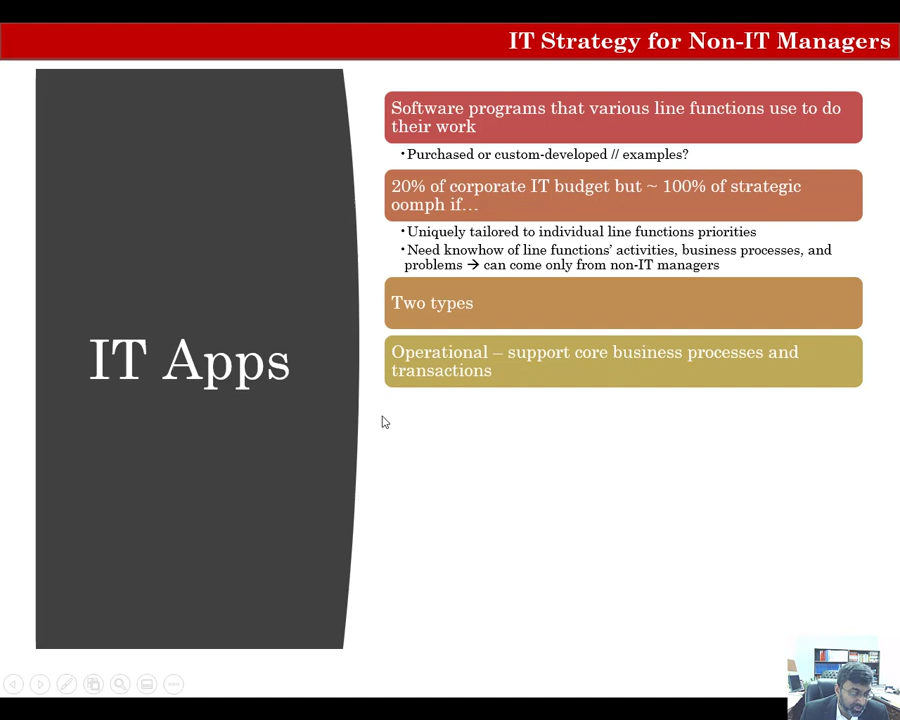 IT Strategy for Non-IT Managers
IT Apps
Software programs that various line functions use to do
their work
•Purchased or custom-developed // examples?
20% of corporate IT budget but ~ 100% of strategic
oomph if…
•Uniquely tailored to individual line functions priorities
•Need knowhow of line functions’ activities, business processes, and
problems → can come only from non-IT managers
Two types
Operational – support core business processes and
transactions